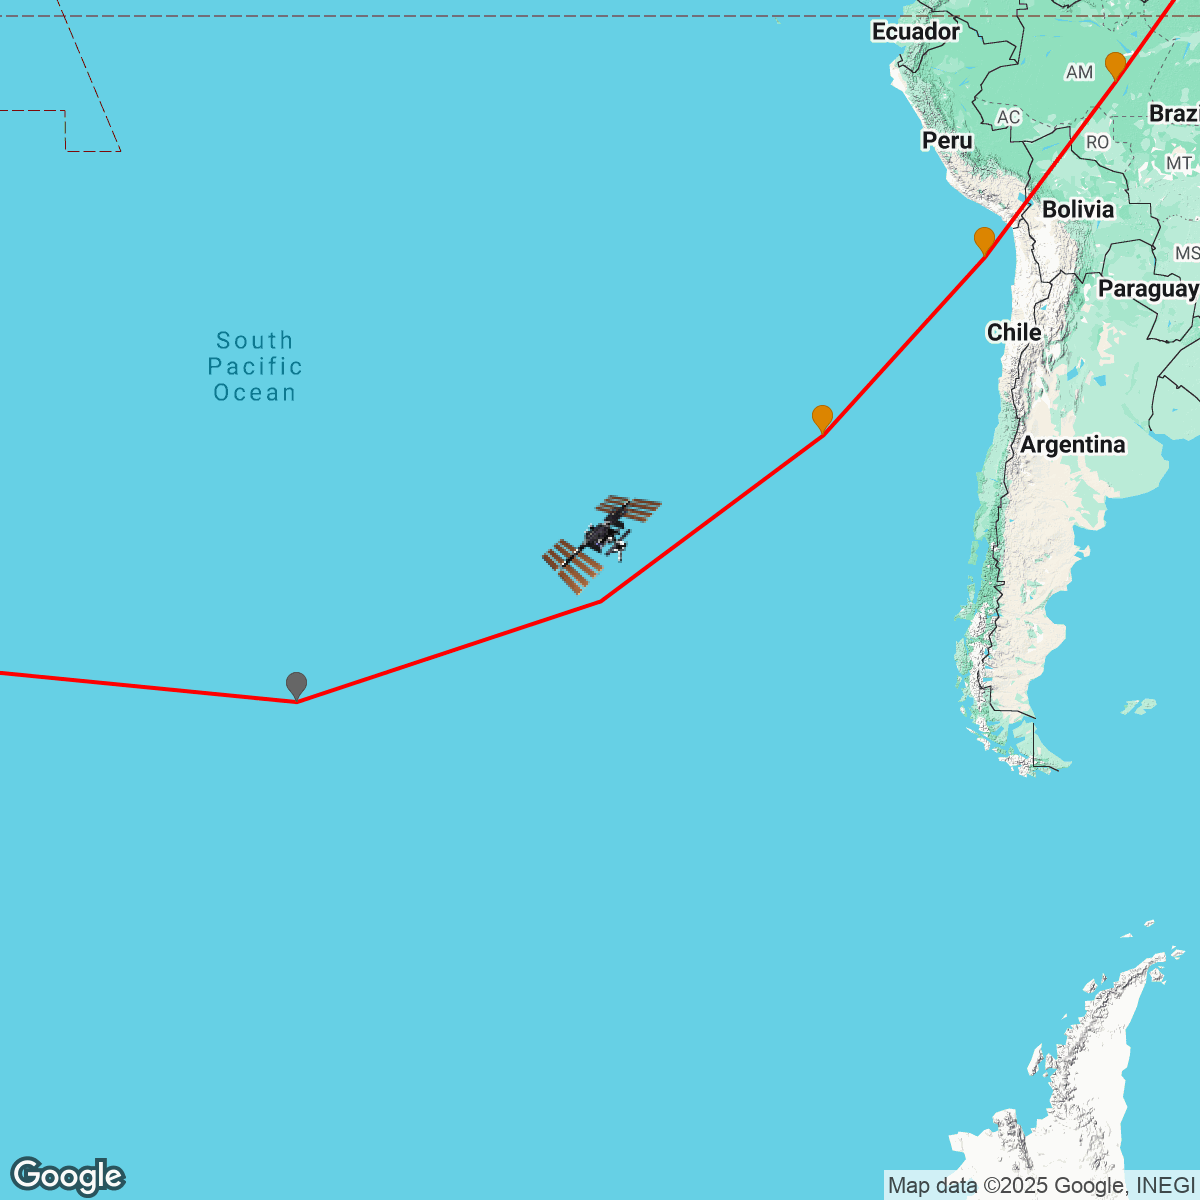 Ecuador
AM
Brazi
AC
Peru
RO
MT
Bolivia
MS
Paraguay
Chile
South
Pacific
Ocean
Argentina
Google
Map data ©2025 Google, INEGI